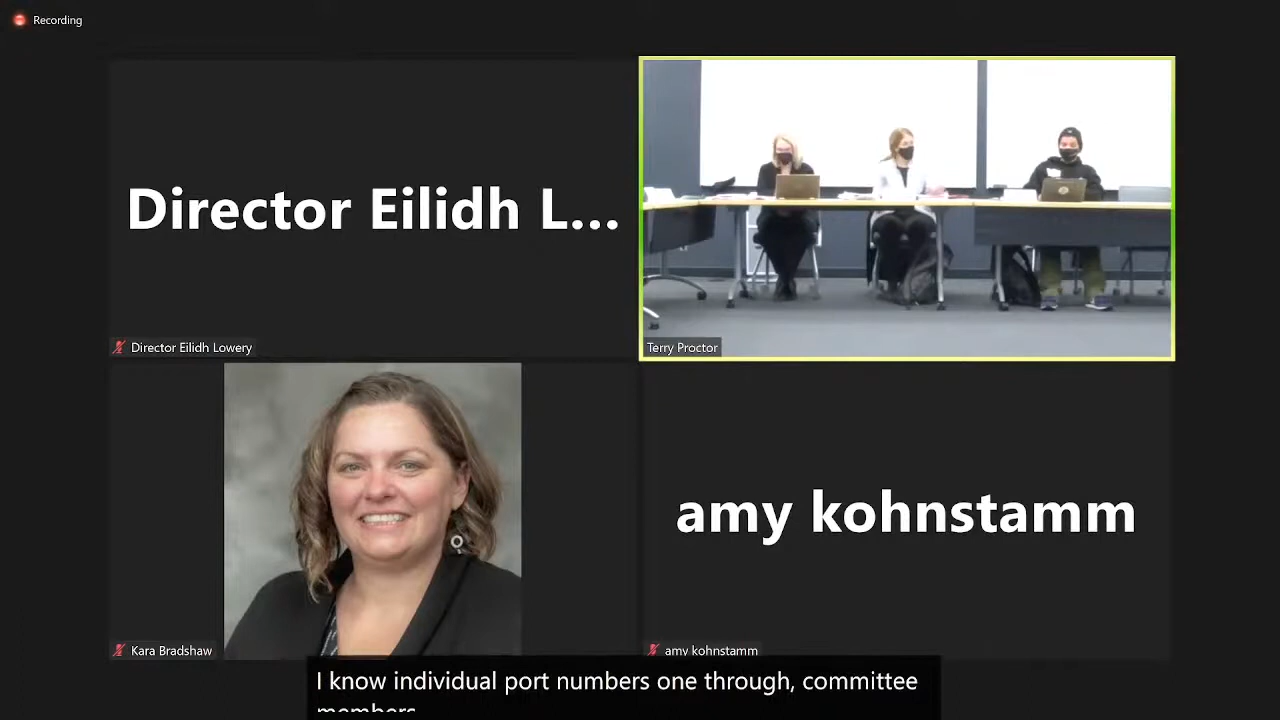 Recording
Director Eilidh L...
Director Eilidh Lowery
Terry Proctor
Kara Bradshaw
amy kohnstamm
amy kohnstamm
I know individual port numbers one through, committee
members